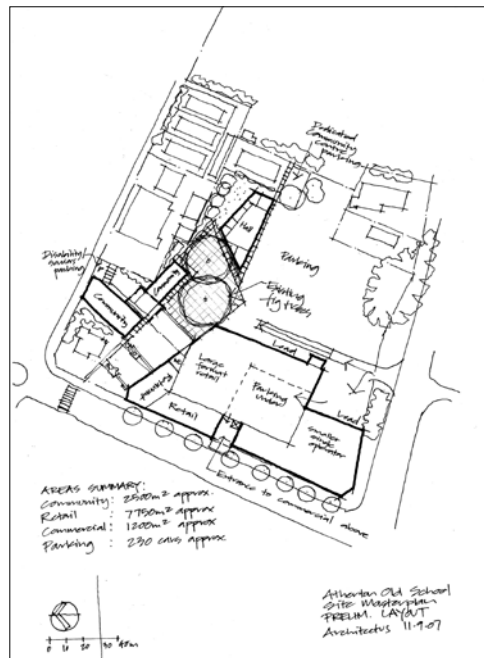 Dedicated
Community
centre
parking
Hall
Parking
Disability/
seniors
parking
Community
Community
Existing
fig trees
Load
Large
format
retail
Parking
under
Load
Retail
smaller
single
operator
Entrance to commercial above
AREAS SUMMARY:
Community: 2500m² approx.
Retail : 7750m² approx
Commercial: 1200m² approx
Parking : 230 cars approx.
Atherton Old School
Site Masterplan
PRELIM. LAYOUT
Architectus 11.9.07
0 10 20 30 40m